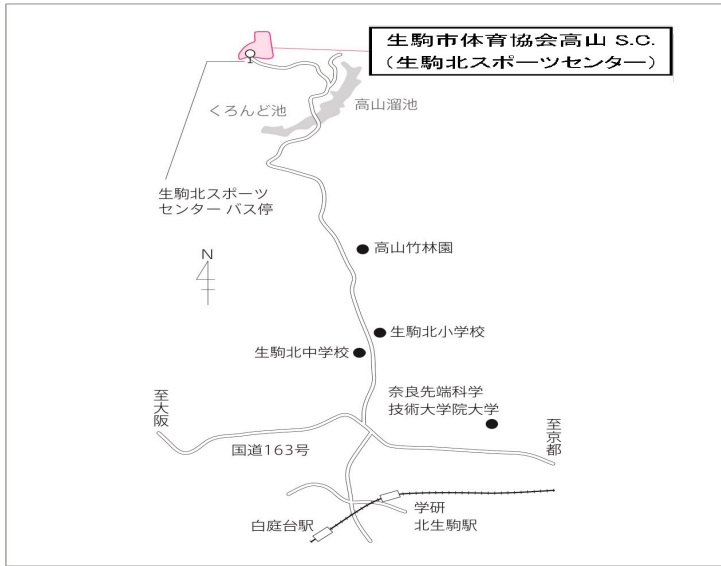 生駒市体育協会高山 S.C.
（生駒北スポーツセンター）
くろんど池
高山溜池
生駒北スポーツ
センター バス停
N
高山竹林園
生駒北小学校
生駒北中学校
奈良先端科学
技術大学院大学
至大阪
至京都
国道163号
白庭台駅
学研
北生駒駅